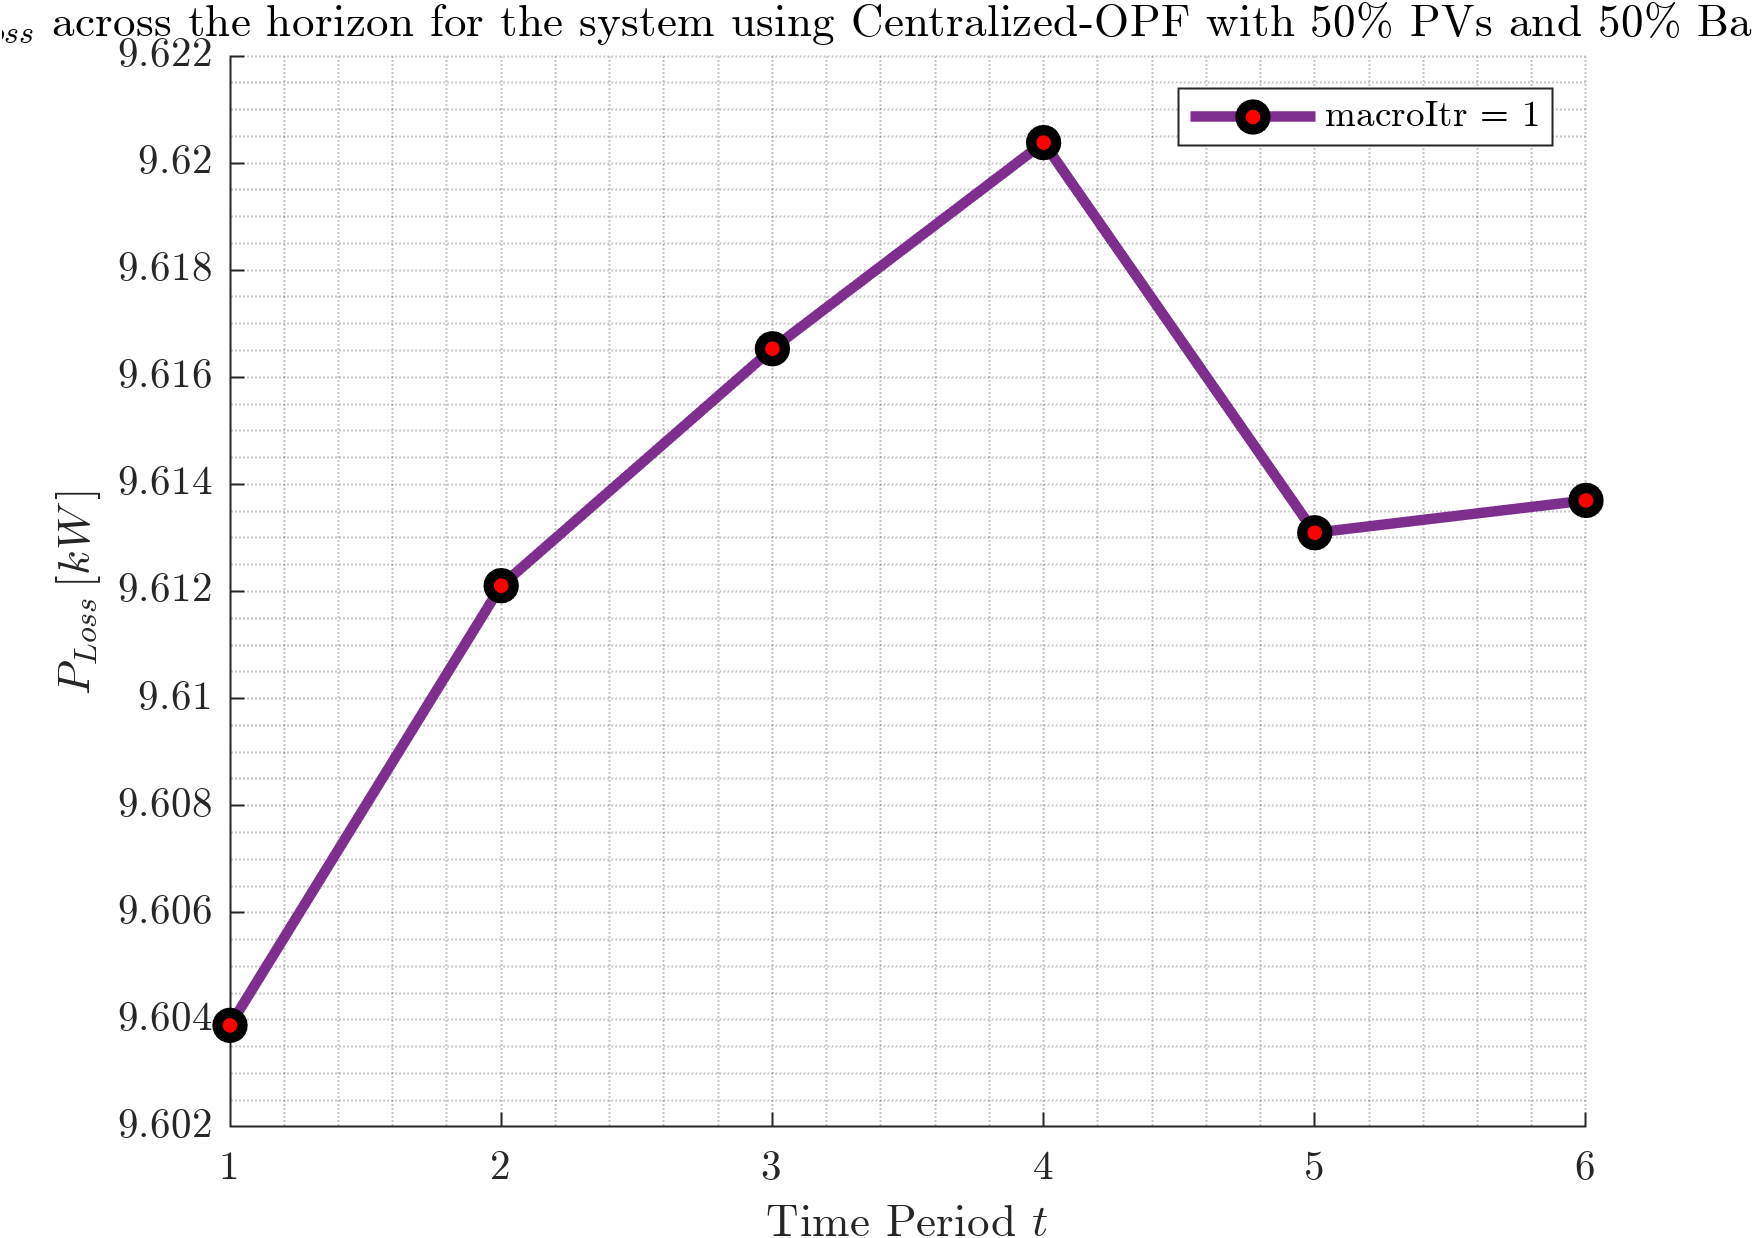 oss across the horizon for the system using Centralized-OPF with 50% PVs and 50% Ba
9.622
9.62
9.618
9.616
9.614
9.612
9.61
9.608
9.606
9.604
9.602
P_Loss [kW]
macroItr = 1
1 2 3 4 5 6
Time Period t